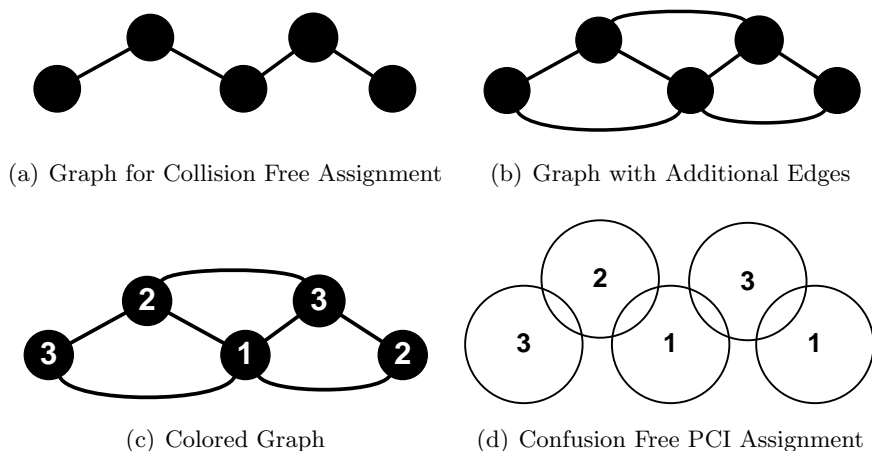 (a) Graph for Collision Free Assignment
(b) Graph with Additional Edges
2
3
3
1
2
(c) Colored Graph
2
3
3
1
1
(d) Confusion Free PCI Assignment